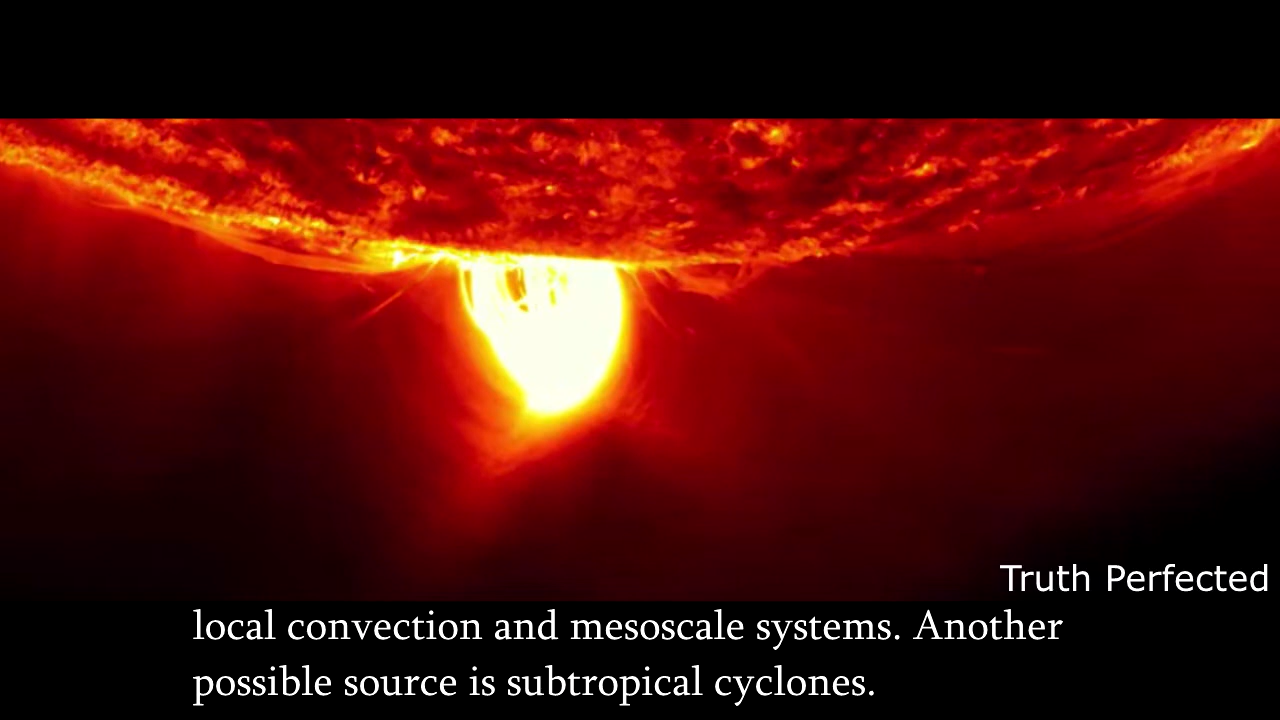 Truth Perfected
local convection and mesoscale systems. Another
possible source is subtropical cyclones.